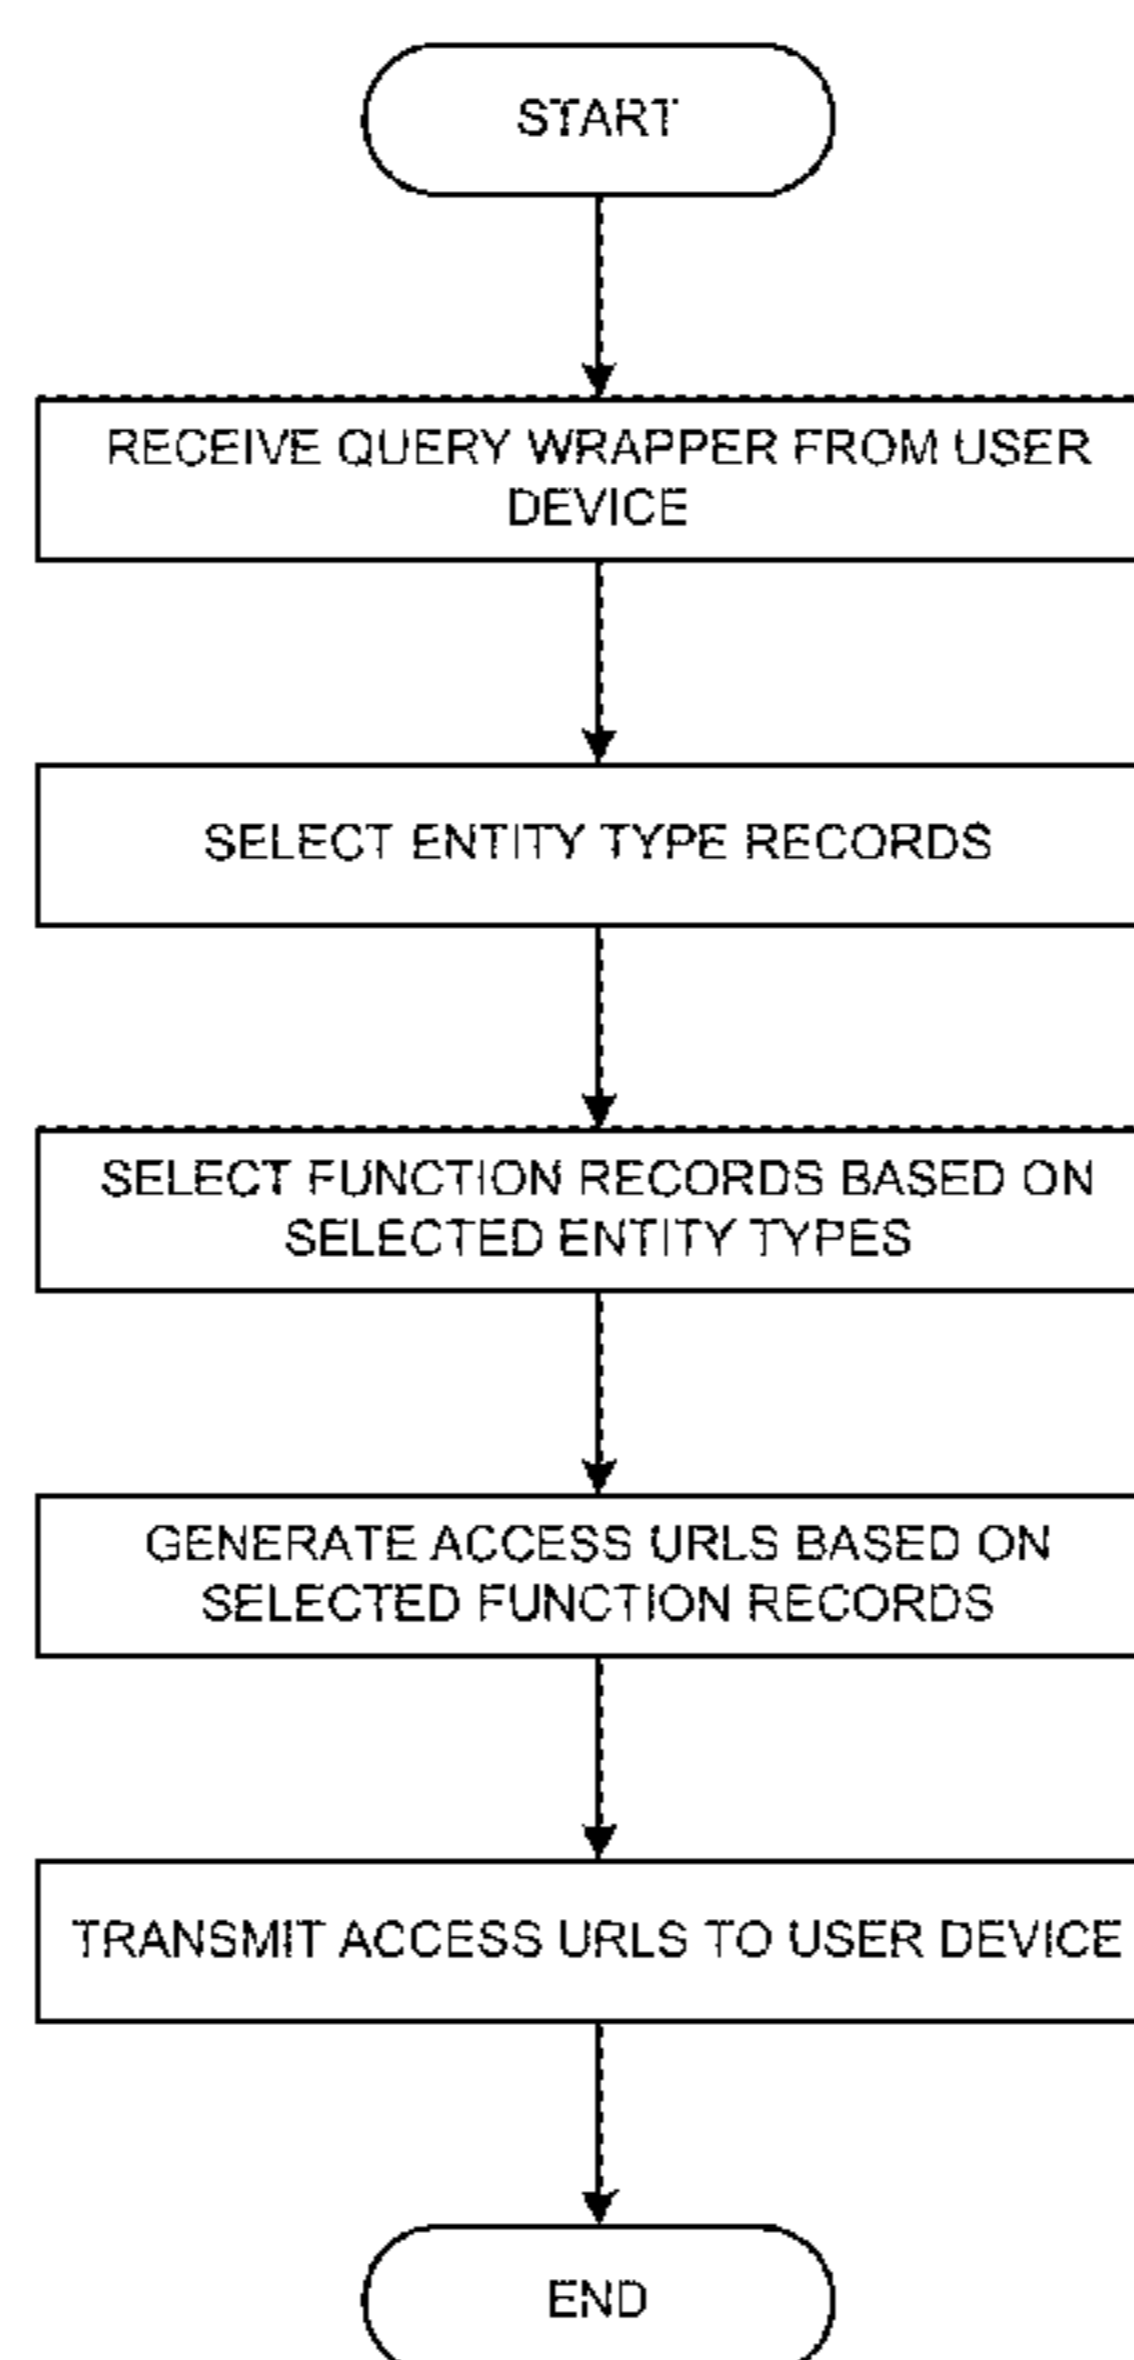 START
RECEIVE QUERY WRAPPER FROM USER
DEVICE
SELECT ENTITY TYPE RECORDS
SELECT FUNCTION RECORDS BASED ON
SELECTED ENTITY TYPES
GENERATE ACCESS URLS BASED ON
SELECTED FUNCTION RECORDS
TRANSMIT ACCESS URLS TO USER DEVICE
END